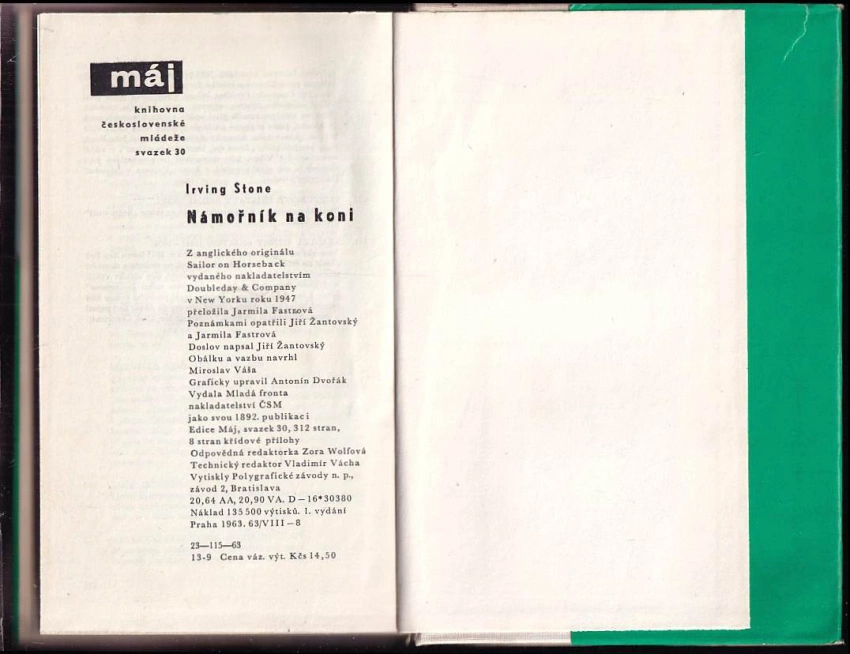 máj
knihovna
československé
mládeže
svazek 30
Irving Stone
Námořník na koni
Z anglického originálu
Sailor on Horseback
vydaného nakladatelstvím
Doubleday & Company
v New Yorku roku 1947
přeložila Jarmila Fastrová
Poznámkami opatřili Jiří Žantovský
a Jarmila Fastrová
Doslov napsal Jiří Žantovský
Obálku a vazbu navrhl
Miroslav Váša
Graficky upravil Antonín Dvořák
Vydala Mladá fronta
nakladatelství ČSM
jako svou 1892. publikaci
Edice Máj, svazek 30, 312 stran,
8 stran křídové přílohy
Odpovědná redaktorka Zora Wolfová
Technický redaktor Vladimír Vácha
Vytiskly Polygrafické závody n. p.,
závod 2, Bratislava
20,64 AA, 20,90 VA. D – 16*30380
Náklad 135 500 výtisků. 1. vydání
Praha 1963. 63/VIII – 8
23—115—63
13-9 Cena váz. výt. Kčs 14,50